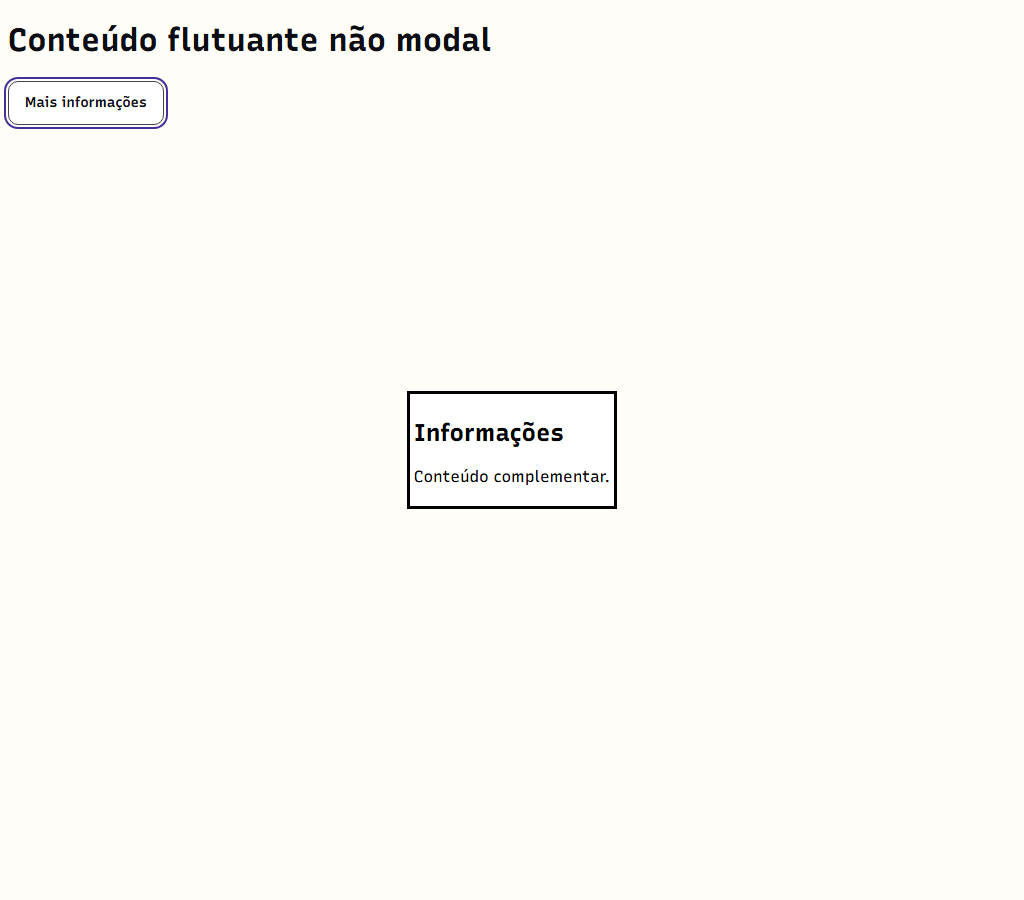 Conteúdo flutuante não modal
Mais informações
Informações
Conteúdo complementar.